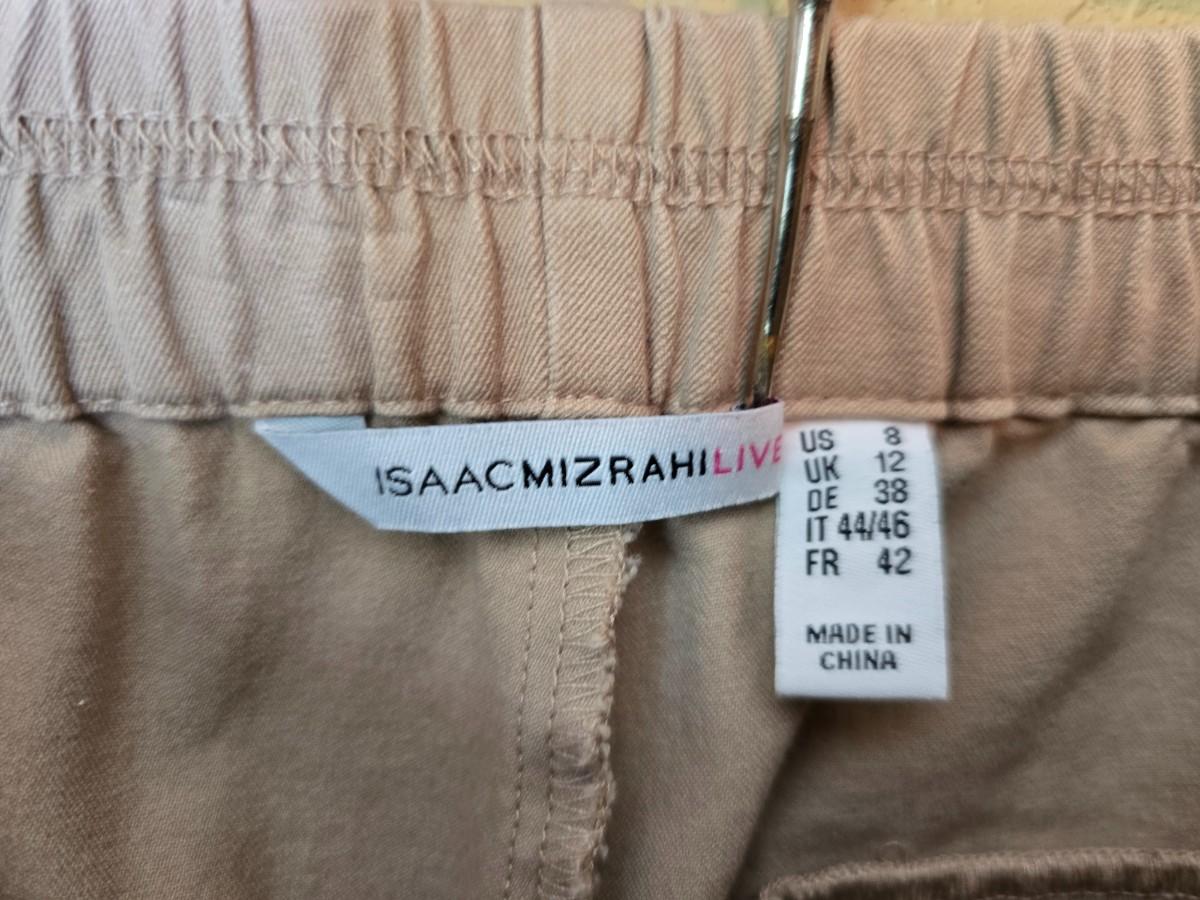 ISAACMIZRAHILIVE
US 8
UK 12
DE 38
IT 44/46
FR 42
MADE IN
CHINA